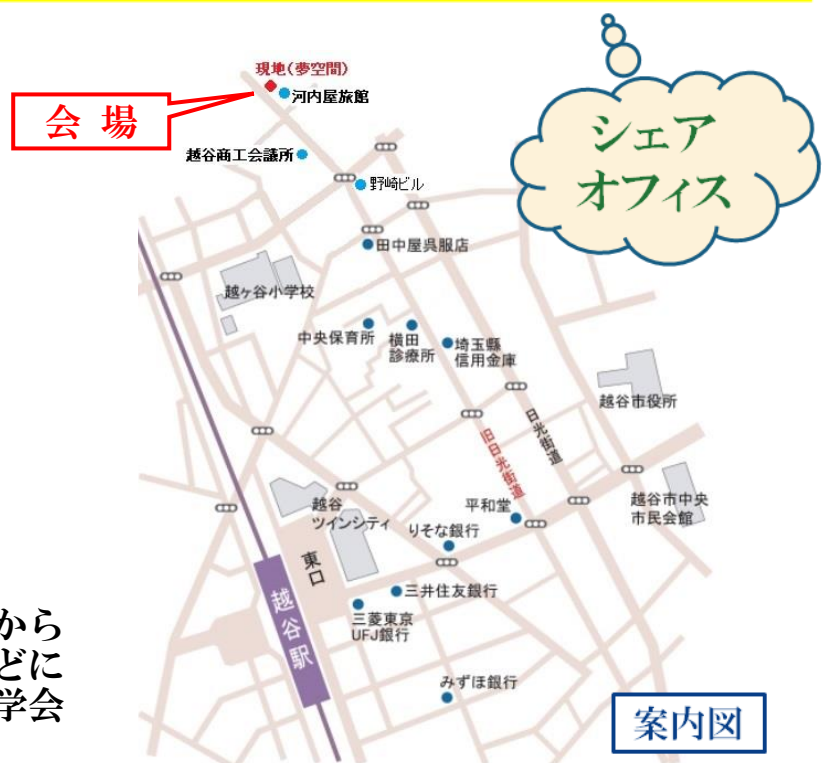 現地(夢空間)
河内屋旅館
会 場
シェア
オフィス
越谷商工会議所
野崎ビル
田中屋呉服店
越ヶ谷小学校
中央保育所
横田
診療所
埼玉縣
信用金庫
越谷市役所
日光街道
旧日光街道
越谷
ツインシティ
平和堂
りそな銀行
越谷市中央
市民会館
東口
三井住友銀行
三菱東京
UFJ銀行
越谷駅
みずほ銀行
から
どに
学会
案内図